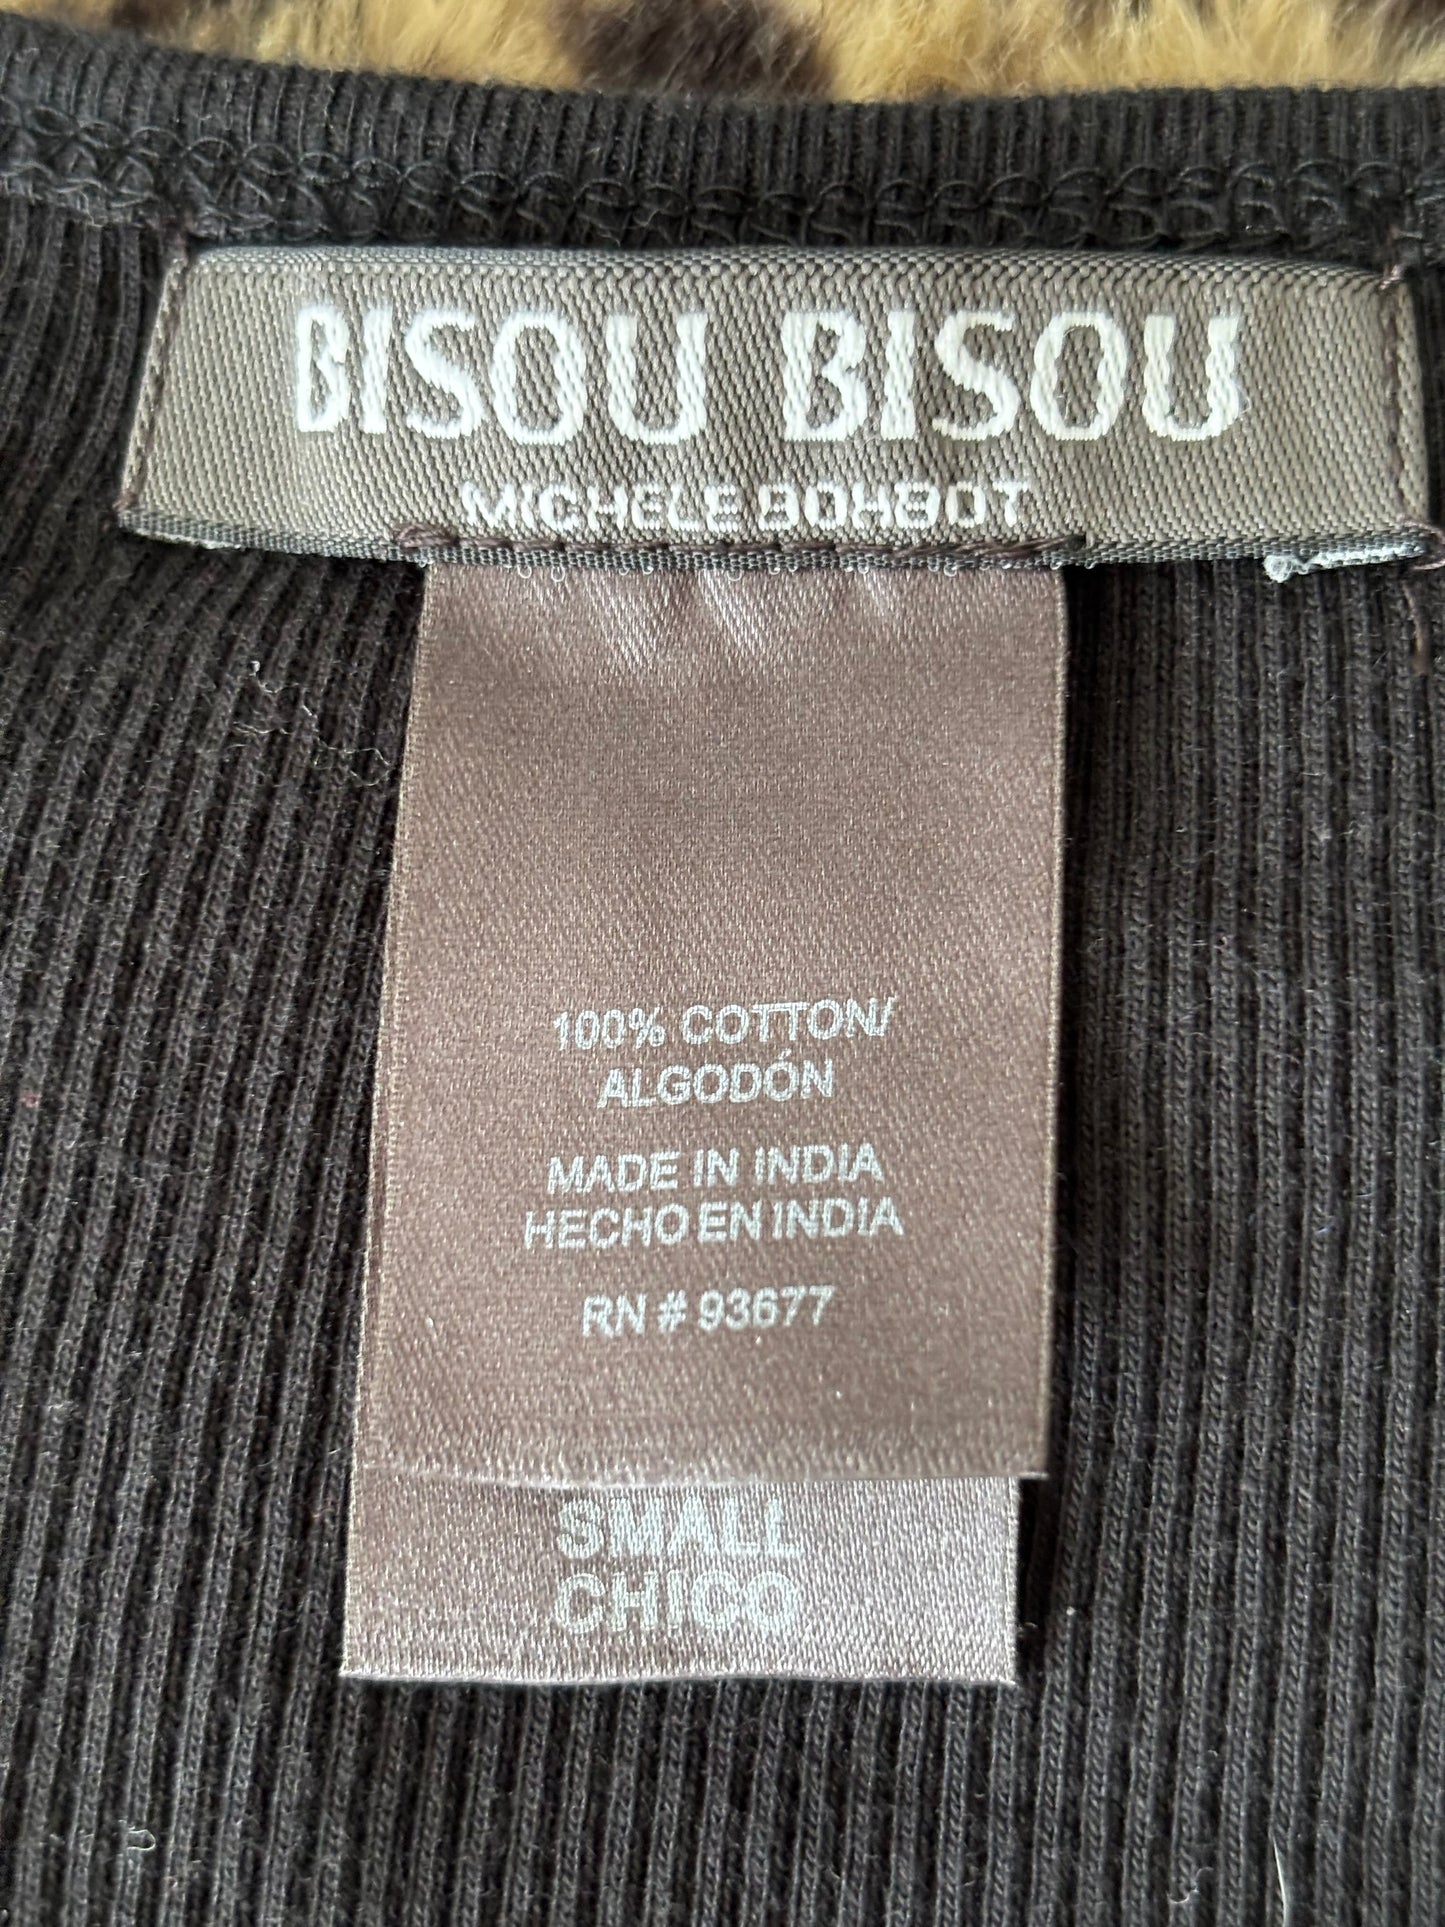 BISOU BISOU
MICHELE BOHBOT
100% COTTON/
ALGODÓN
MADE IN INDIA
HECHO EN INDIA
RN # 93677
SMALL
CHICO